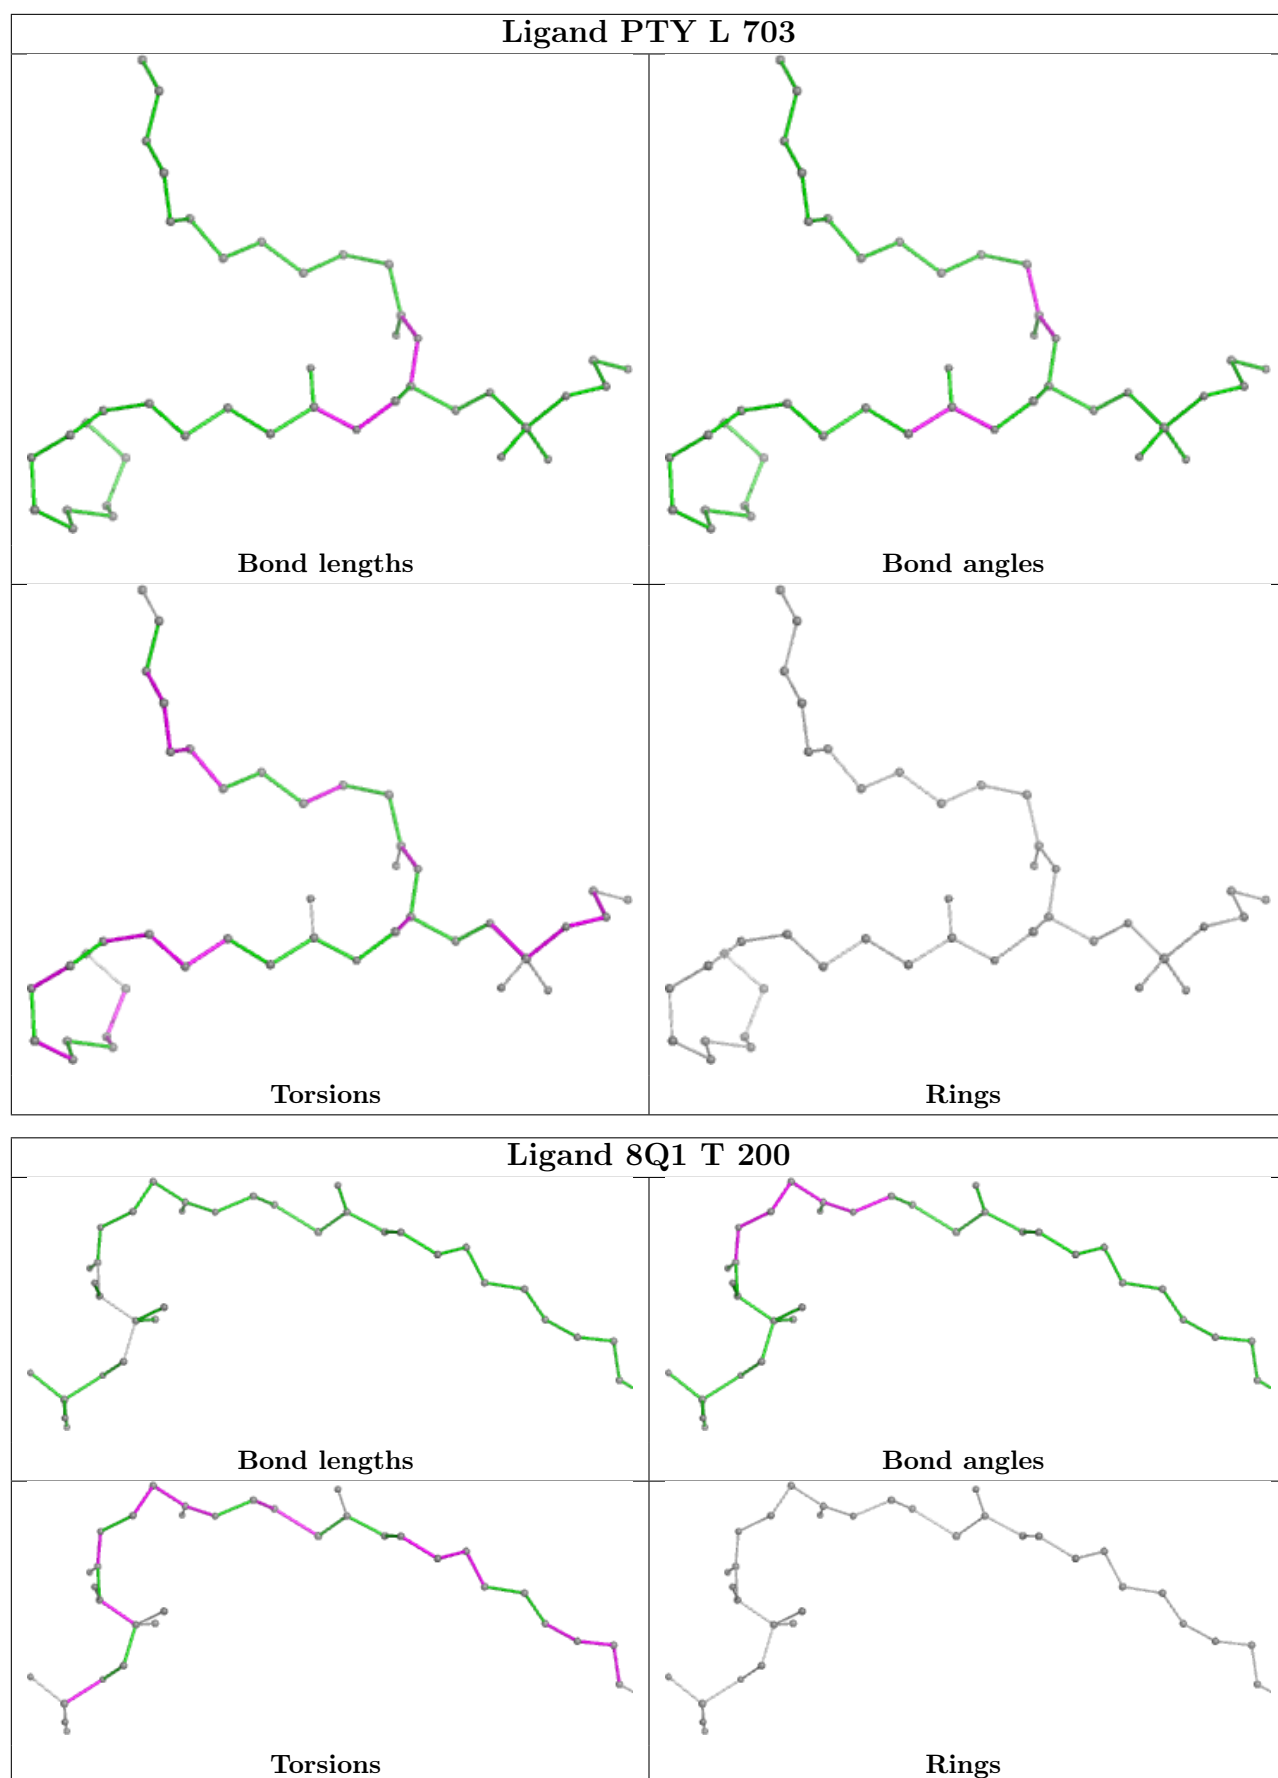 Ligand PTY L 703
Bond lengths
Bond angles
Torsions
Rings
Ligand 8Q1 T 200
Bond lengths
Bond angles
Torsions
Rings